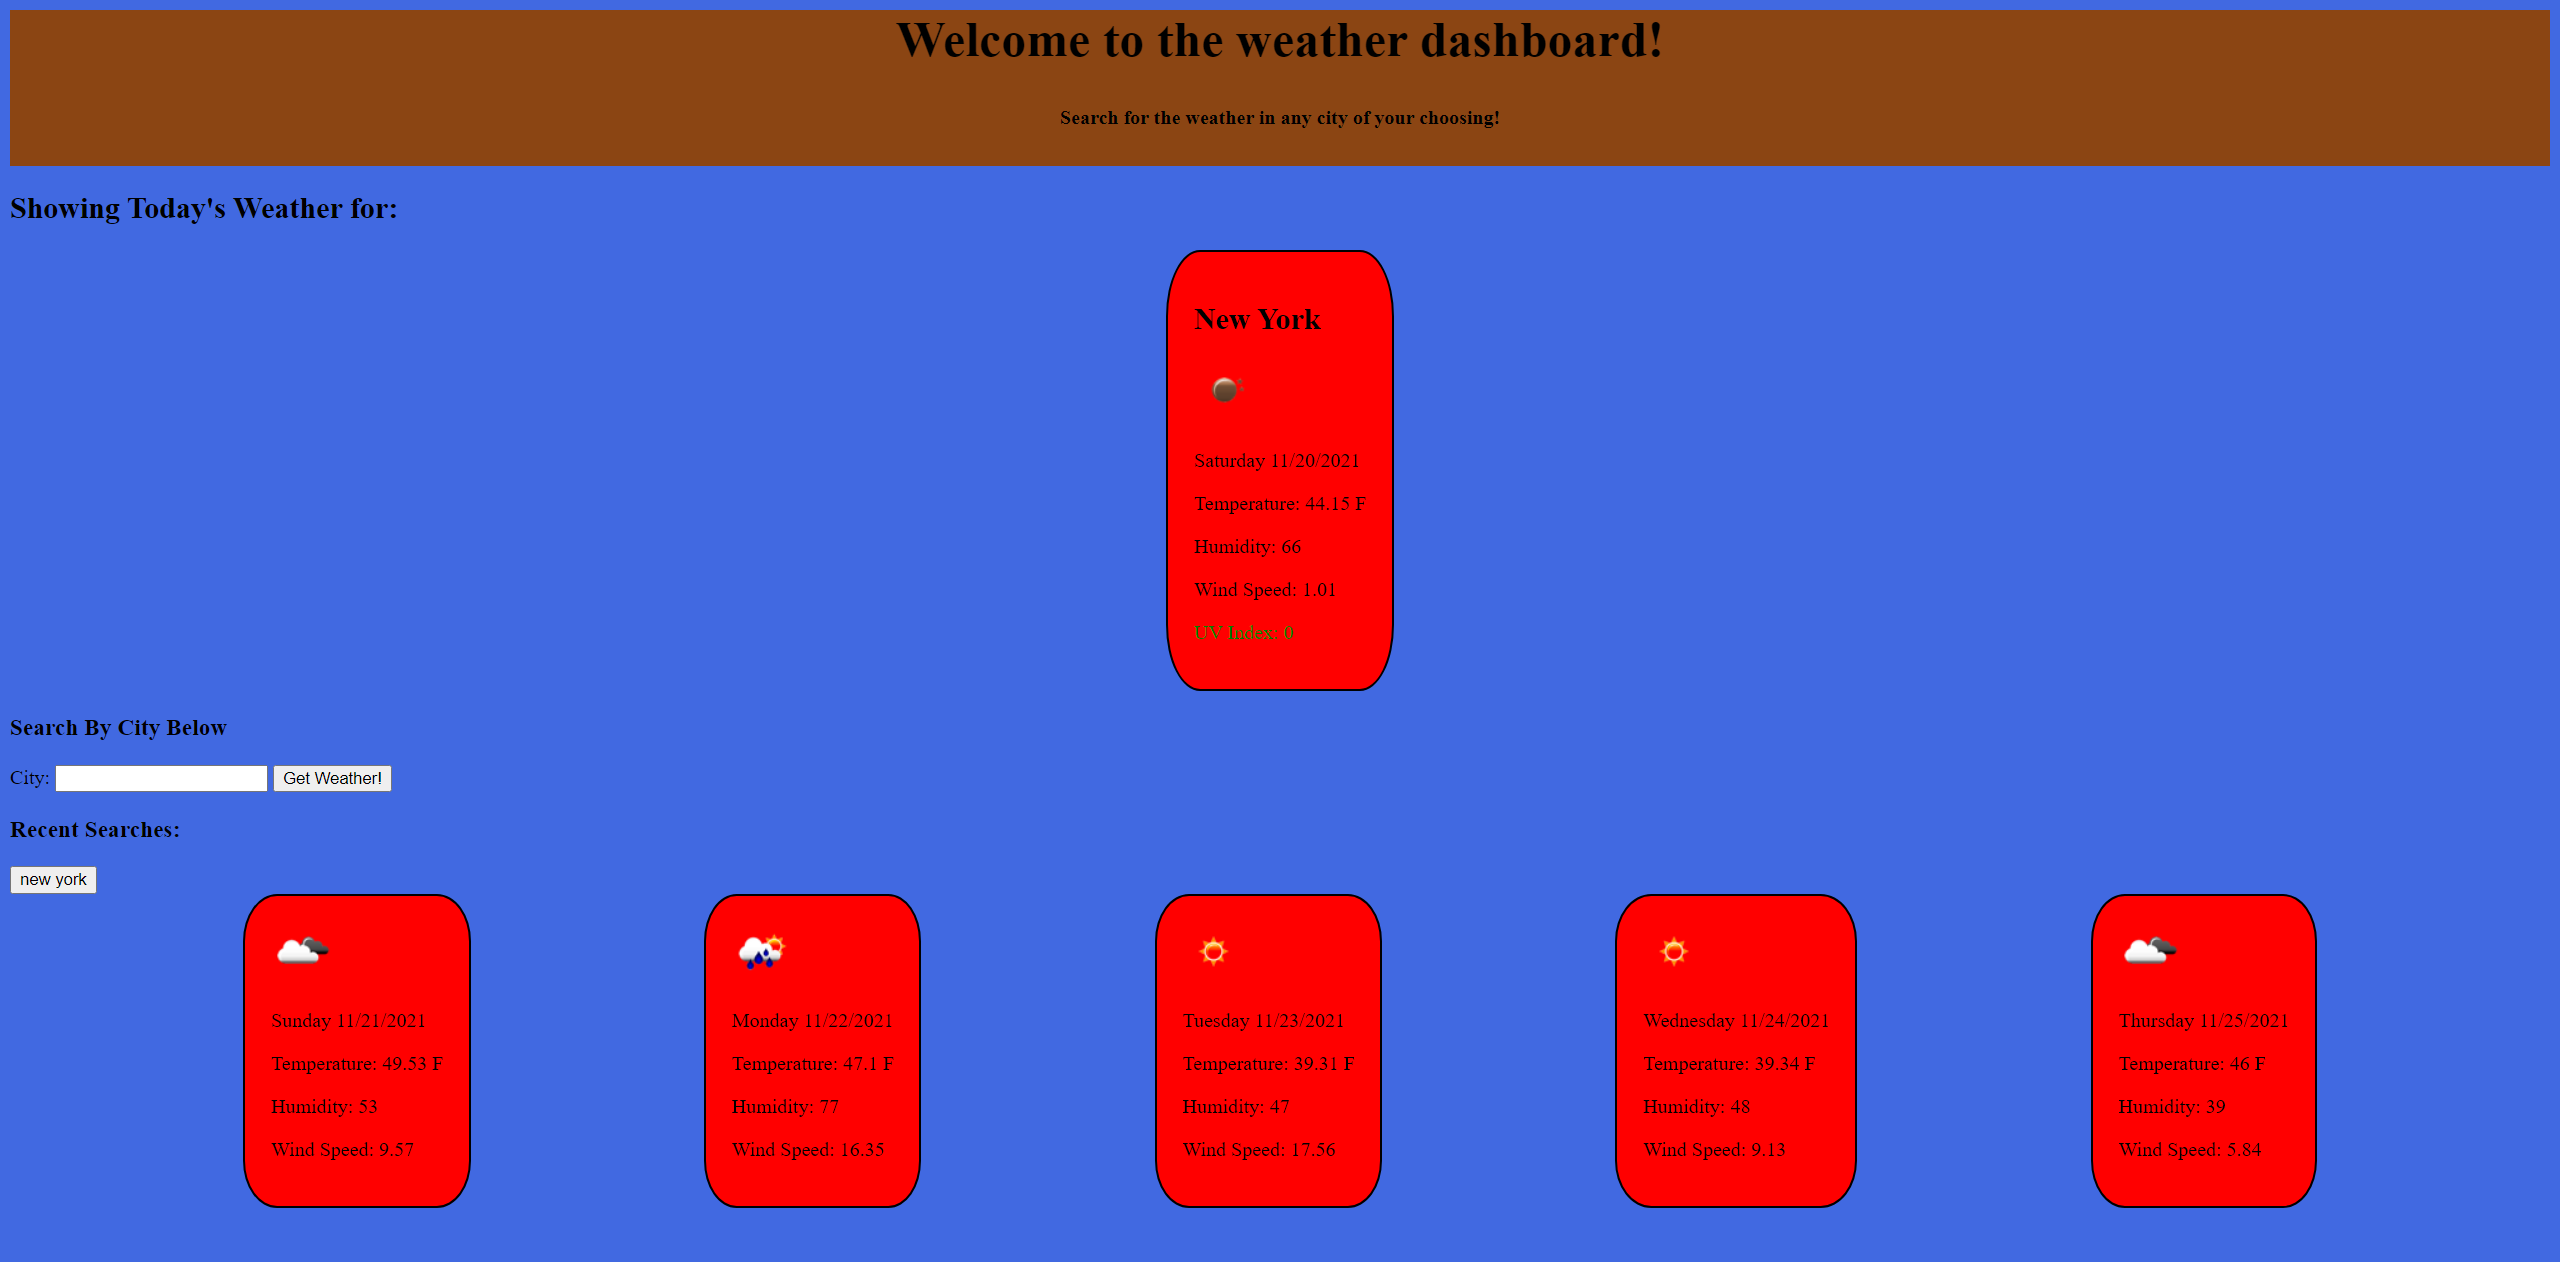 Welcome to the weather dashboard!
Search for the weather in any city of your choosing!
Showing Today's Weather for:
New York
Saturday 11/20/2021
Temperature: 44.15 F
Humidity: 66
Wind Speed: 1.01
UV Index: 0
Search By City Below
City: Get Weather!
Recent Searches:
new york
Sunday 11/21/2021
Temperature: 49.53 F
Humidity: 53
Wind Speed: 9.57
Monday 11/22/2021
Temperature: 47.1 F
Humidity: 77
Wind Speed: 16.35
Tuesday 11/23/2021
Temperature: 39.31 F
Humidity: 47
Wind Speed: 17.56
Wednesday 11/24/2021
Temperature: 39.34 F
Humidity: 48
Wind Speed: 9.13
Thursday 11/25/2021
Temperature: 46 F
Humidity: 39
Wind Speed: 5.84